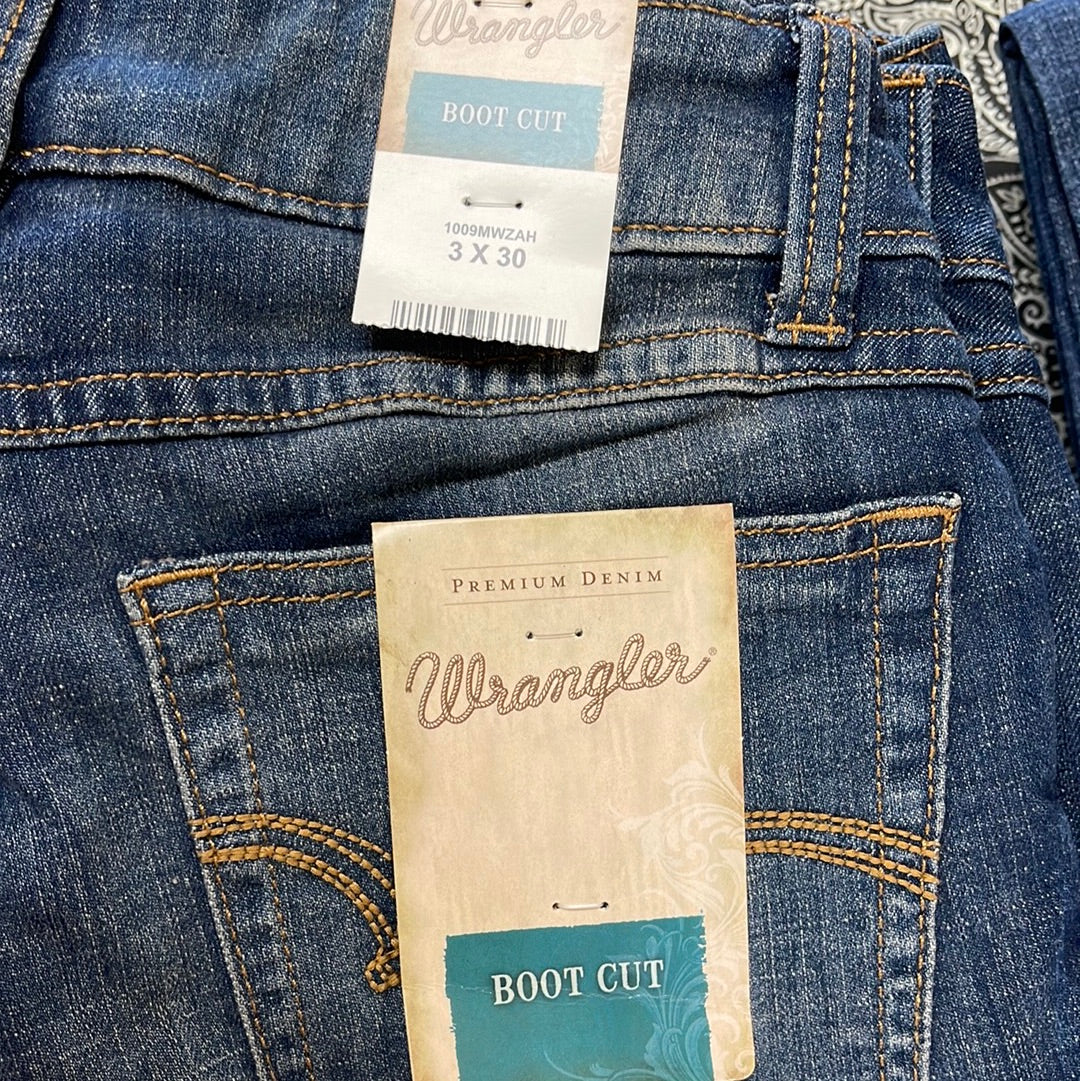 Wrangler
BOOT CUT
1009MWZAH
3 X 30
PREMIUM DENIM
Wrangler®
BOOT CUT